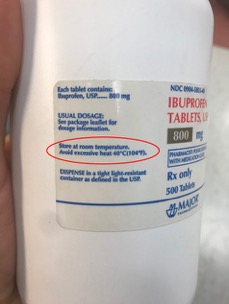 Each tablet contains:
Ibuprofen, USP...... 800 mg
USUAL DOSAGE:
See package leaflet for
dosage information.
Store at room temperature.
Avoid excessive heat 40°C(104°F).
DISPENSE in a tight light-resistant
container as defined in the USP.
NDC
IBUPROFEN
TABLETS, U
800 mg
WITH MEDICATION
Rx only
500 Tablets
MAJOR